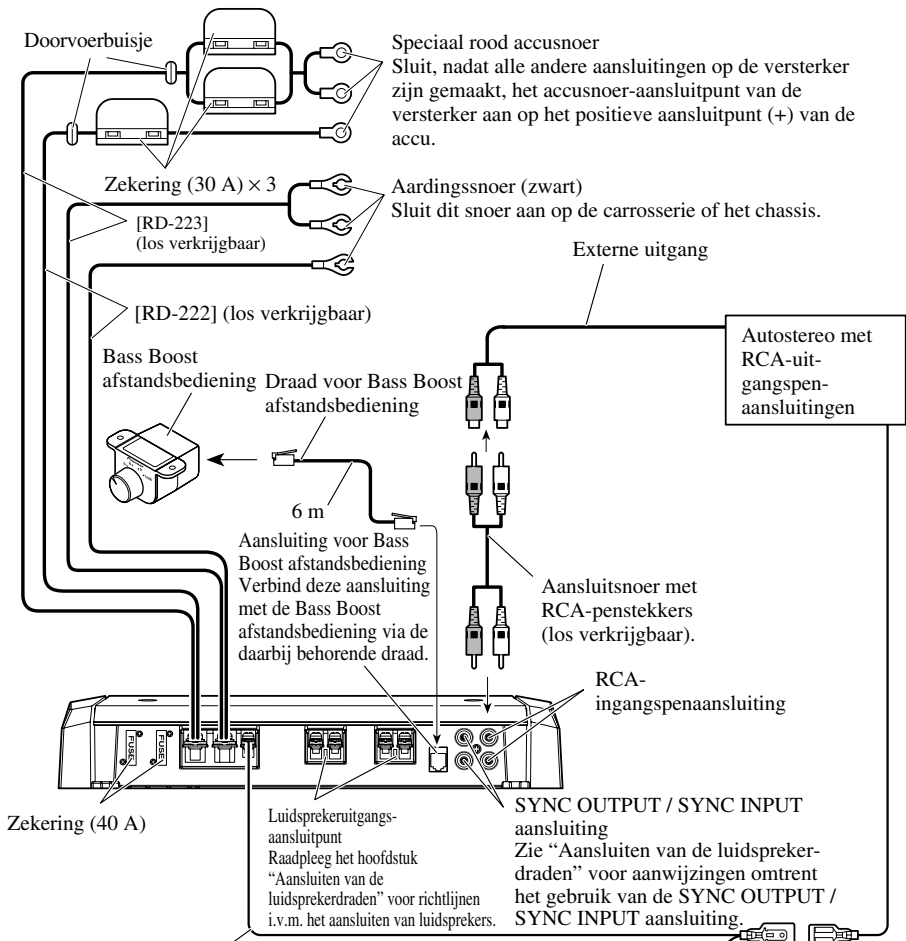 Doorvoerbuisje
Speciaal rood accusnoer
Sluit, nadat alle andere aansluitingen op de versterker
zijn gemaakt, het accusnoer-aansluitpunt van de
versterker aan op het positieve aansluitpunt (+) van de
accu.
Zekering (30 A) × 3
Aardingssnoer (zwart)
Sluit dit snoer aan op de carrosserie of het chassis.
[RD-223]
(los verkrijgbaar)
Externe uitgang
[RD-222] (los verkrijgbaar)
Autostereo met
RCA-uit-
gangspen-
aansluitingen
Bass Boost
afstandsbediening
Draad voor Bass Boost
afstandsbediening
6 m
Aansluiting voor Bass
Boost afstandsbediening
Verbind deze aansluiting
met de Bass Boost
afstandsbediening via de
daarbij behorende draad.
Aansluitsnoer met
RCA-penstekkers
(los verkrijgbaar).
RCA-
ingangspenaansluiting
FUSE
FUSE
Zekering (40 A)
Luidsprekeruitgangs-
aansluitpunt
Raadpleeg het hoofdstuk
“Aansluiten van de
luidsprekerdraden” voor richtlijnen
i.v.m. het aansluiten van luidsprekers.
SYNC OUTPUT / SYNC INPUT
aansluiting
Zie “Aansluiten van de luidspreker-
draden” voor aanwijzingen omtrent
het gebruik van de SYNC OUTPUT /
SYNC INPUT aansluiting.